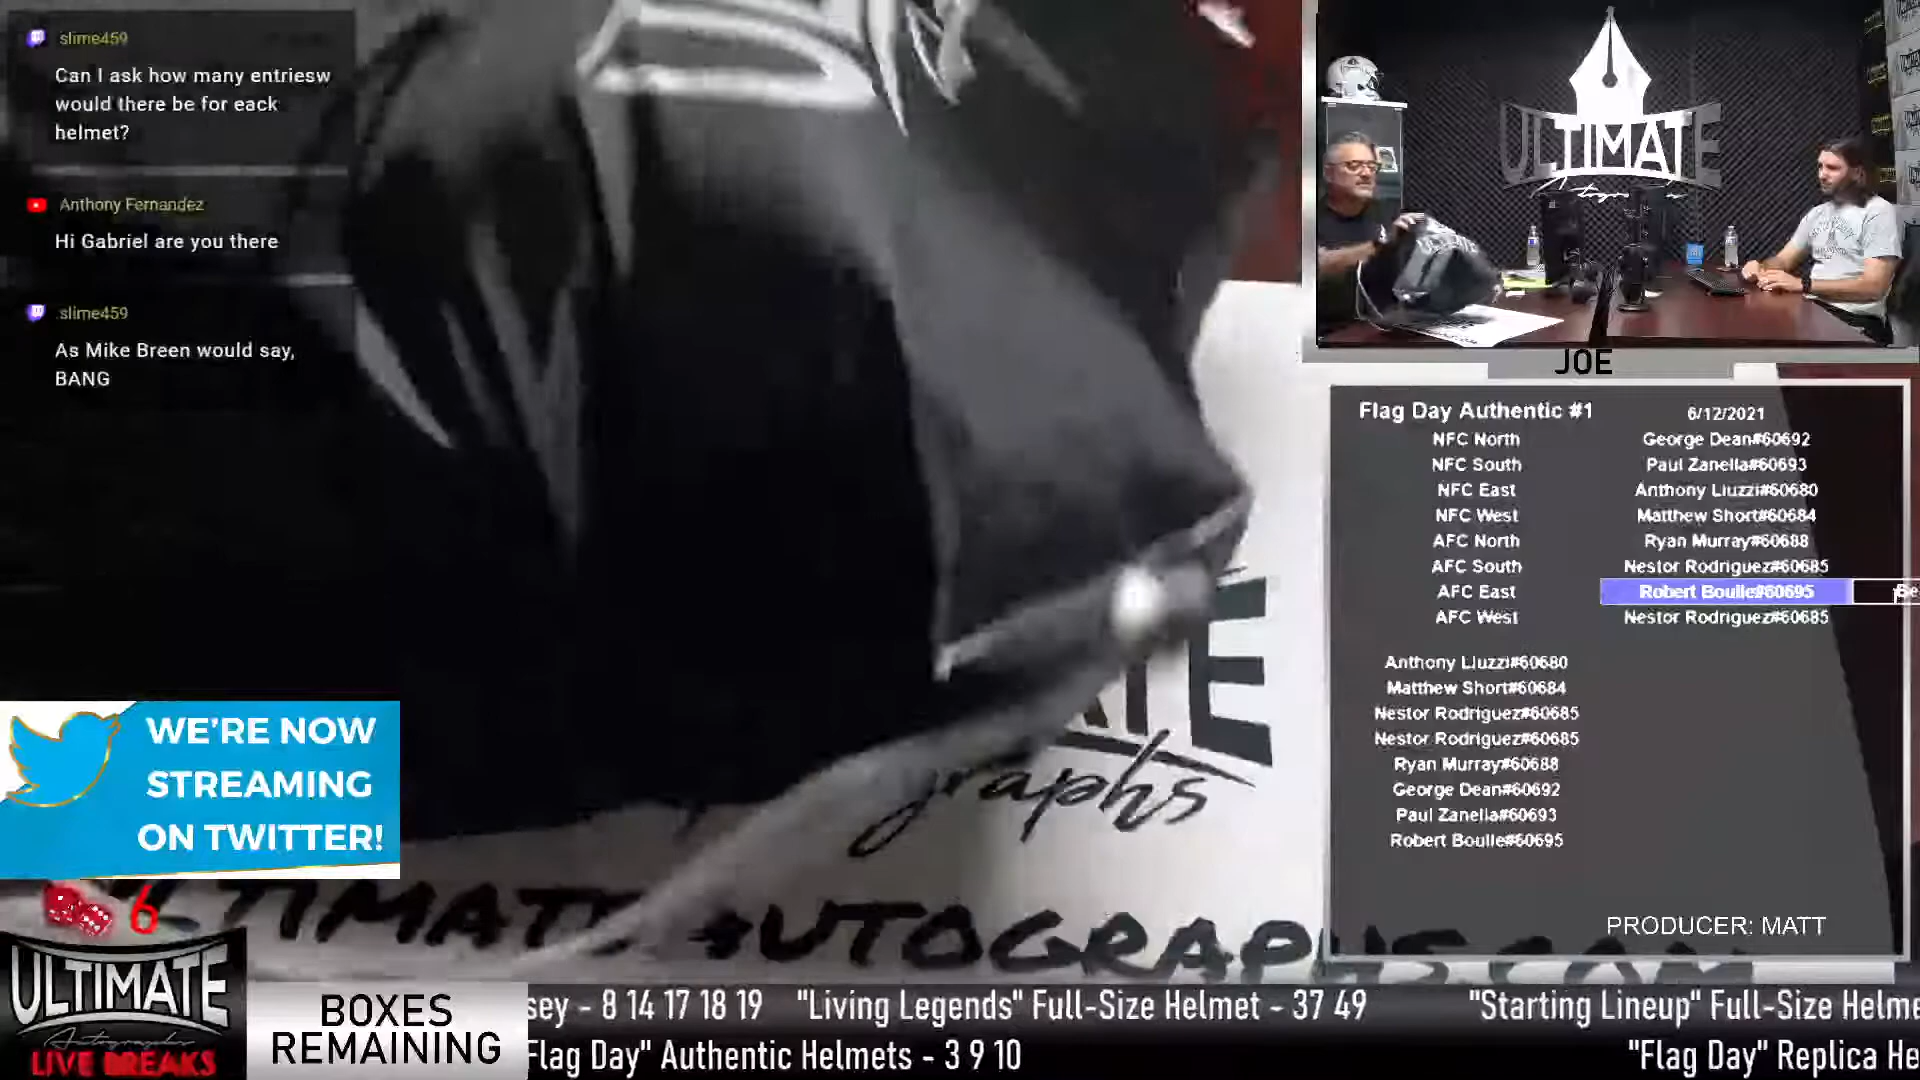 slime459
Can I ask how many entriesw
would there be for eack
helmet?
Anthony Fernandez
Hi Gabriel are you there
slime459
As Mike Breen would say,
BANG
WE'RE NOW
STREAMING
ON TWITTER!
6
ULTIMATE
Autographs
LIVE BREAKS
BOXES
REMAINING
ULTIMATE
JOE
Flag Day Authentic #1 6/12/2021
NFC North George Dean#60692
NFC South Paul Zanella#60693
NFC East Anthony Liuzzi#60680
NFC West Matthew Short#60684
AFC North Ryan Murray#60688
AFC South Nestor Rodriguez#60685
AFC East Robert Boulle#60695
AFC West Nestor Rodriguez#60685
Anthony Liuzzi#60680
Matthew Short#60684
Nestor Rodriguez#60685
Nestor Rodriguez#60685
Ryan Murray#60688
George Dean#60692
Paul Zanella#60693
Robert Boulle#60695
PRODUCER: MATT
graphs
ULTIMATE AUTOGRAPHS.COM
sey - 8 14 17 18 19 "Living Legends" Full-Size Helmet - 37 49 "Starting Lineup" Full-Size Helme
Flag Day" Authentic Helmets - 3 9 10 "Flag Day" Replica He